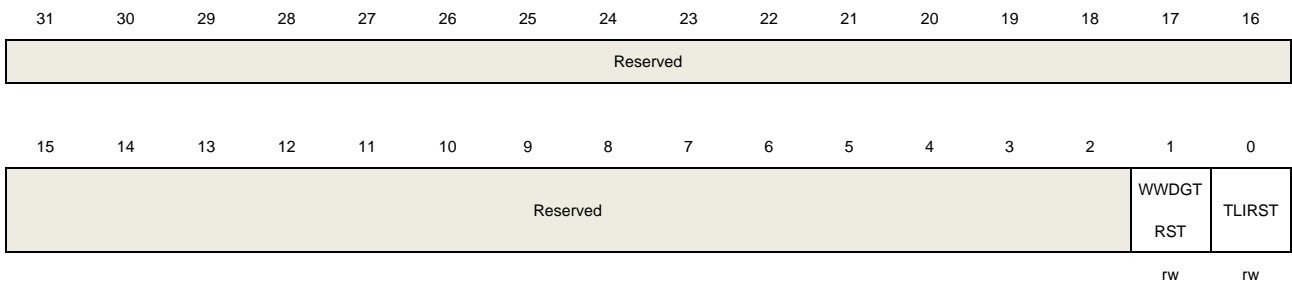 31 30 29 28 27 26 25 24 23 22 21 20 19 18 17 16
Reserved
15 14 13 12 11 10 9 8 7 6 5 4 3 2 1 0
Reserved
WWDGT
RST
TLIRST
rw rw